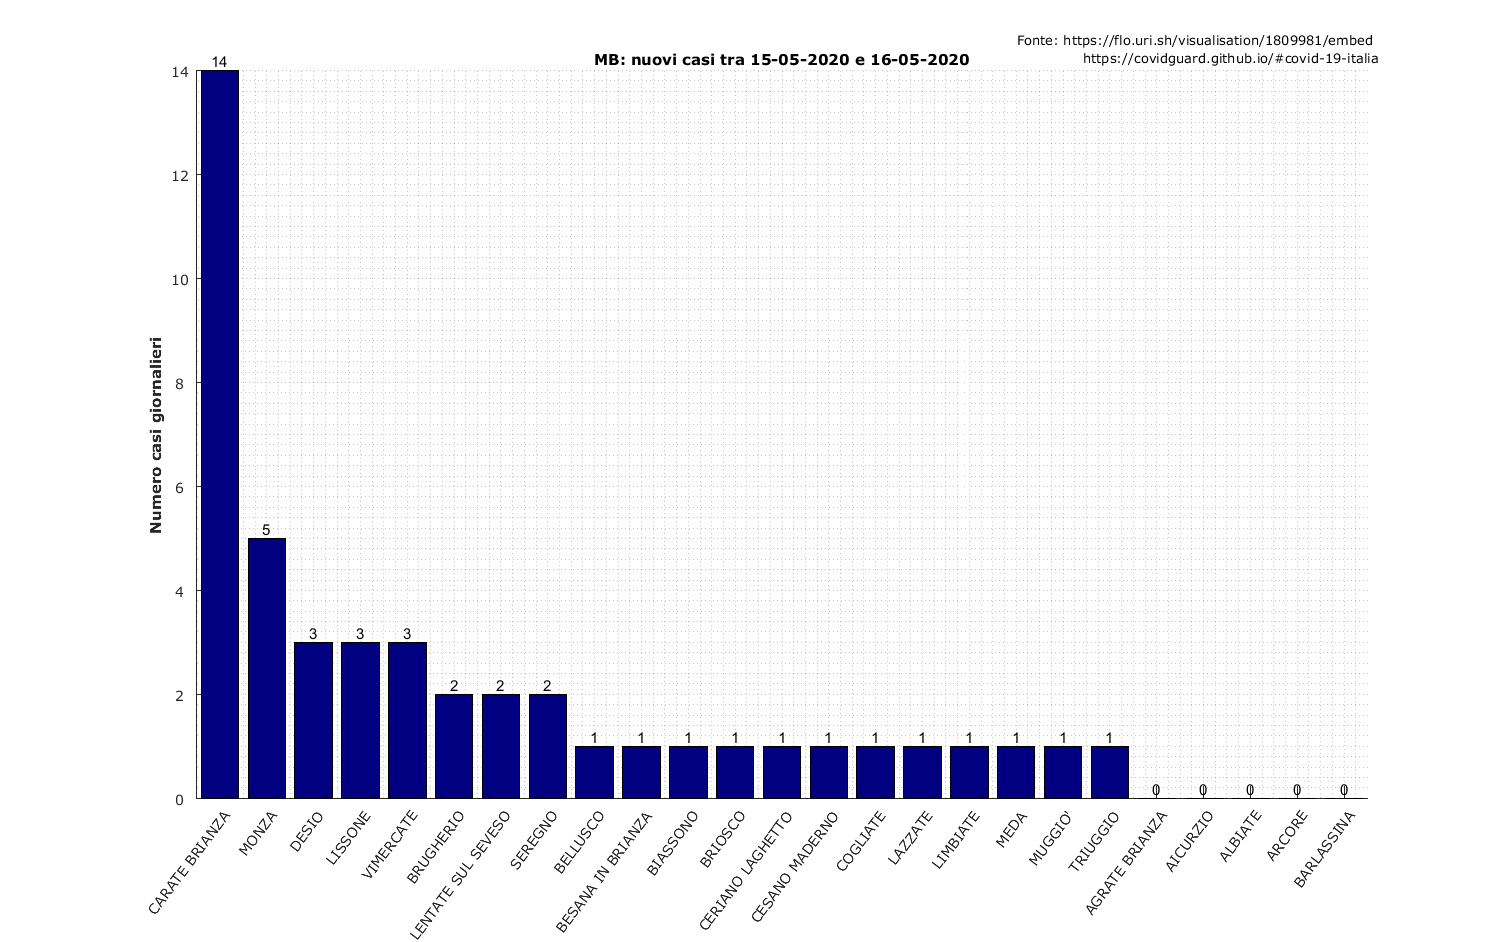 Fonte: https://flo.uri.sh/visualisation/1809981/embed
https://covidguard.github.io/#covid-19-italia
MB: nuovi casi tra 15-05-2020 e 16-05-2020
Numero casi giornalieri
14
12
10
8
6
4
2
0
14
5
3
3
3
2
2
2
1
1
1
1
1
1
1
1
1
1
1
1
0
0
0
0
0
CARATE BRIANZA
MONZA
DESIO
LISSONE
VIMERCATE
BRUGHERIO
LENTATE SUL SEVESO
SEREGNO
BELLUSCO
BESANA IN BRIANZA
BIASSONO
BRIOSCO
CERIANO LAGHETTO
CESANO MADERNO
COGLIATE
LAZZATE
LIMBIATE
MEDA
MUGGIO'
TRIUGGIO
AGRATE BRIANZA
AICURZIO
ALBIATE
ARCORE
BARLASSINA